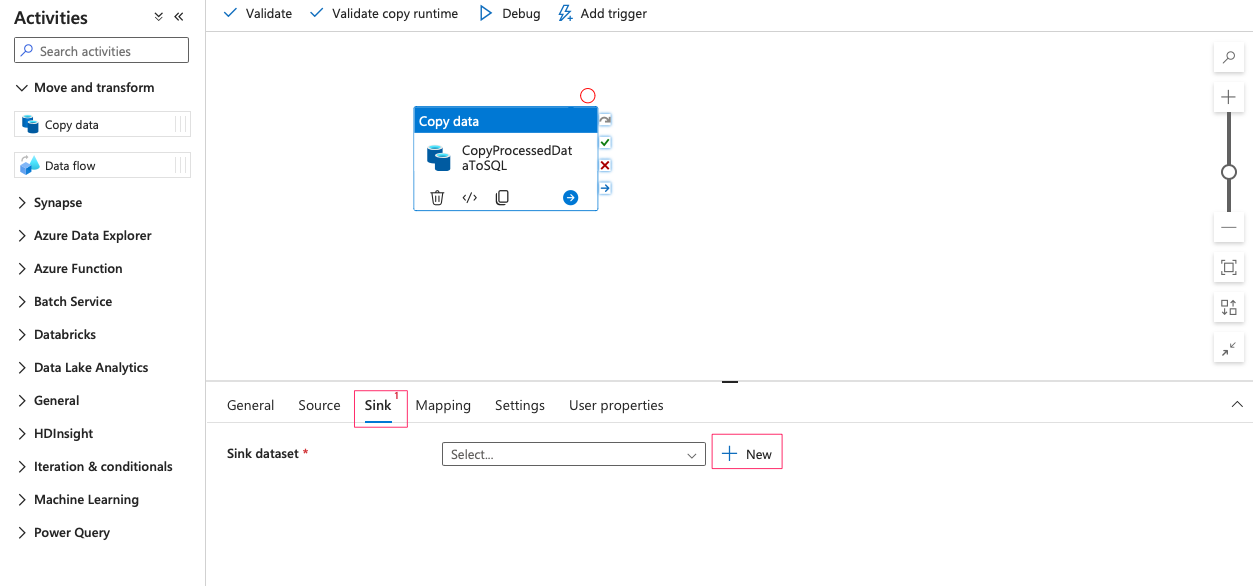 Activities
Search activities
Move and transform
Copy data
Data flow
Synapse
Azure Data Explorer
Azure Function
Batch Service
Databricks
Data Lake Analytics
General
HDInsight
Iteration & conditionals
Machine Learning
Power Query
Validate
Validate copy runtime
Debug
Add trigger
Copy data
CopyProcessedDat
aToSQL
General
Source
Sink 1
Mapping
Settings
User properties
Sink dataset *
Select...
New